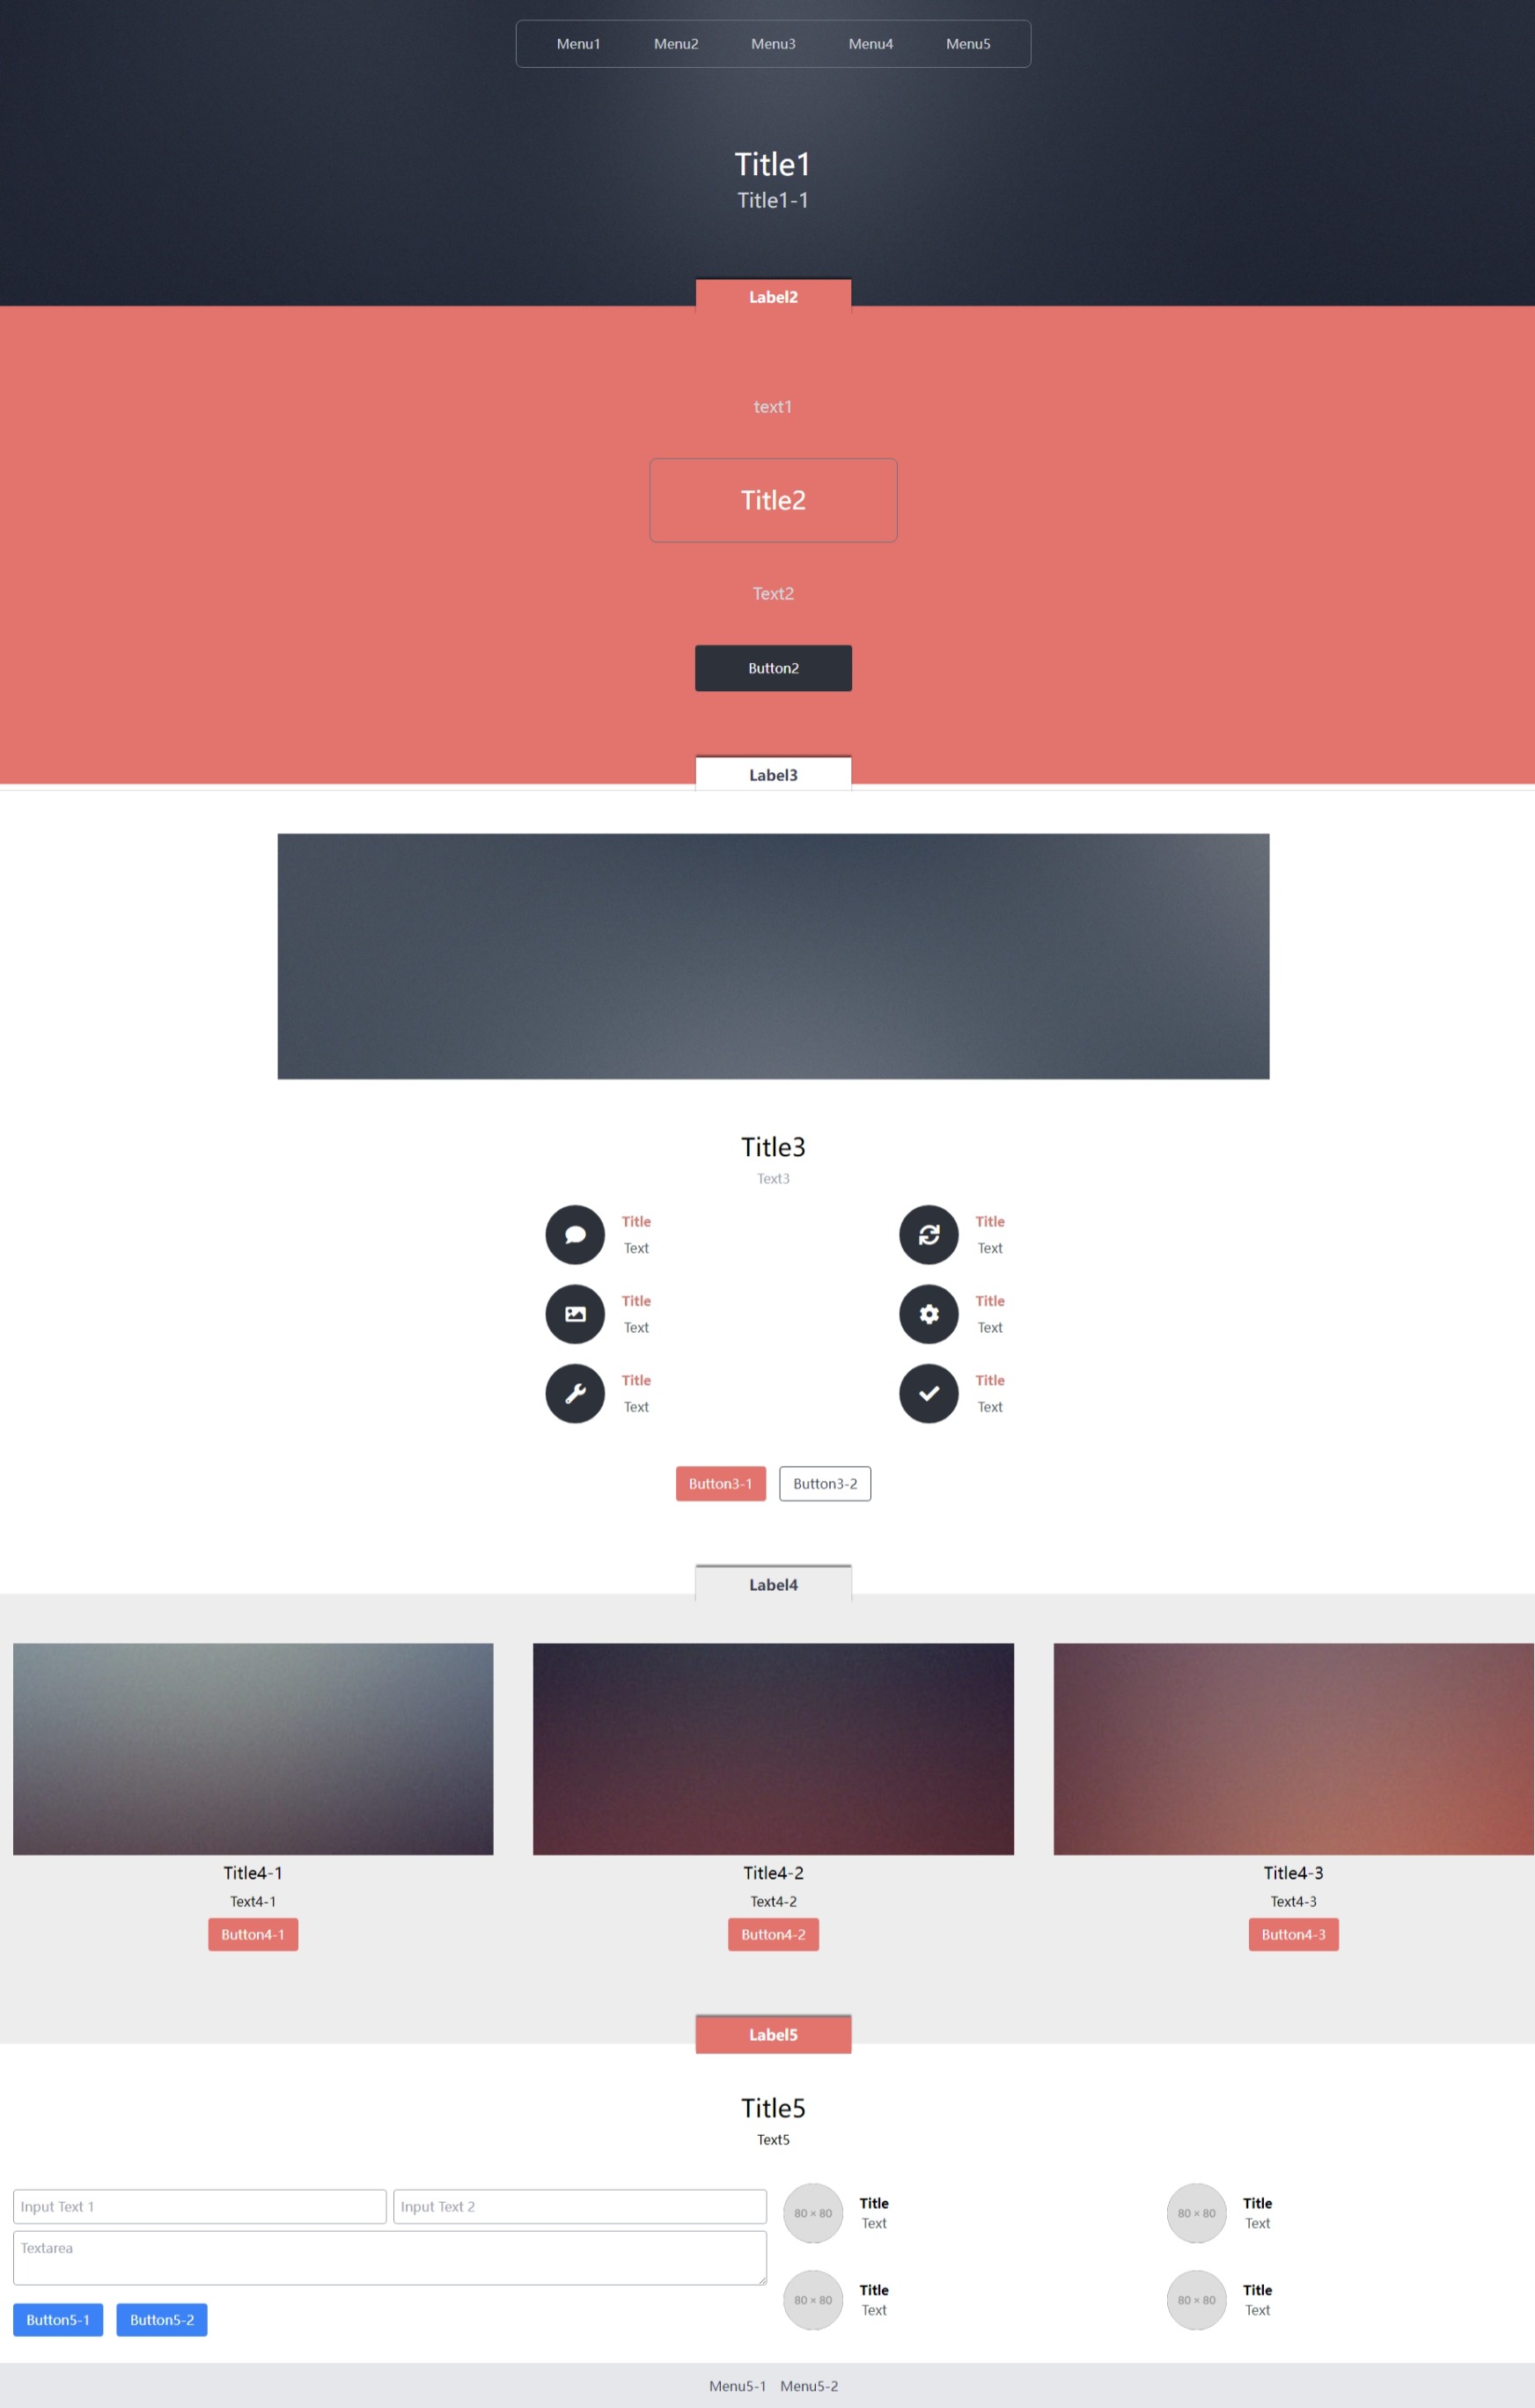 Menu1 Menu2 Menu3 Menu4 Menu5
Title1
Title1-1
Label2
text1
Title2
Text2
Button2
Label3
Title3
Text3
Title Title
Text Text
Title Title
Text Text
Title Title
Text Text
Button3-1 Button3-2
Label4
Title4-1 Title4-2 Title4-3
Text4-1 Text4-2 Text4-3
Button4-1 Button4-2 Button4-3
Label5
Title5
Text5
Input Text 1 Input Text 2
Textarea
Button5-1 Button5-2
80 × 80 Title 80 × 80 Title
Text Text
80 × 80 Title 80 × 80 Title
Text Text
Menu5-1 Menu5-2